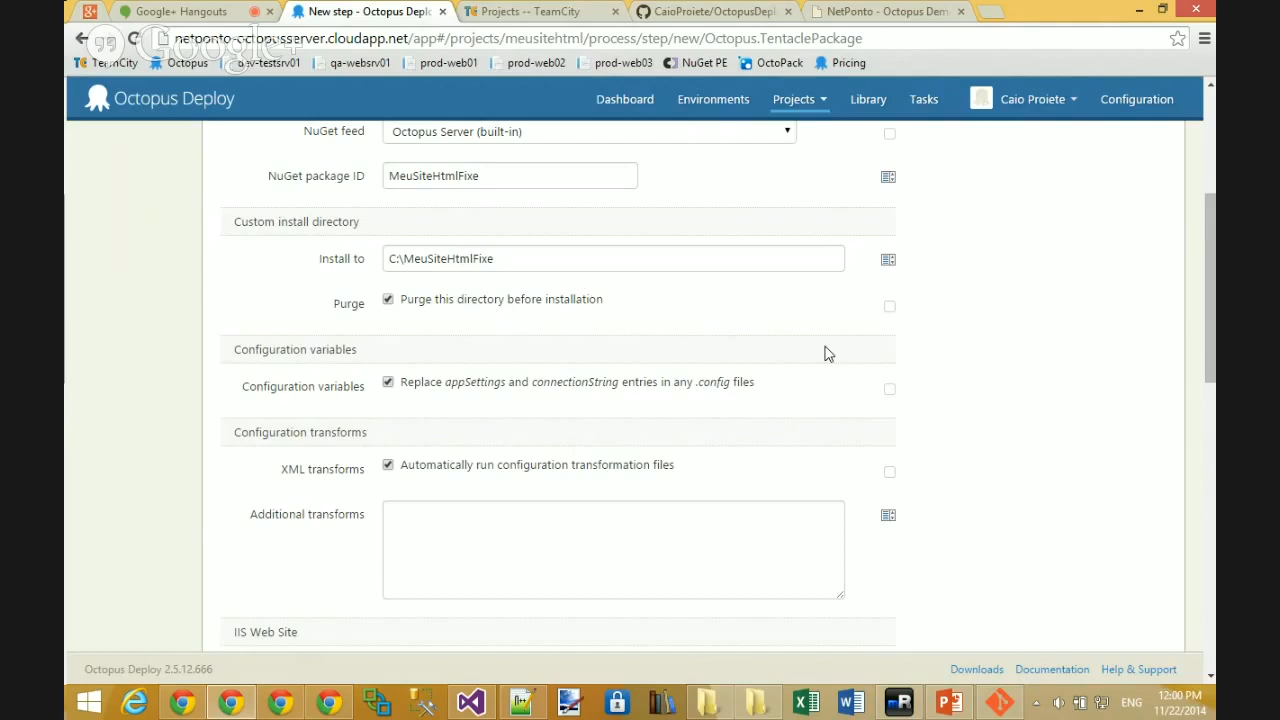 Google+ Hangouts
New step - Octopus Deplo
Projects -- TeamCity
CaioProiete/OctopusDepl
NetPonto - Octopus Dem
netponto-octopusserver.cloudapp.net/app#/projects/meusitehtml/process/step/new/Octopus.TentaclePackage
Google+
TeamCity
Octopus
dev-testsrv01
qa-websrv01
prod-web01
prod-web02
prod-web03
NuGet PE
OctoPack
Pricing
Octopus Deploy
Dashboard
Environments
Projects
Library
Tasks
Caio Proiete
Configuration
NuGet feed
Octopus Server (built-in)
NuGet package ID
MeuSiteHtmlFixe
Custom install directory
Install to
C:\MeuSiteHtmlFixe
Purge
Purge this directory before installation
Configuration variables
Configuration variables
Replace appSettings and connectionString entries in any .config files
Configuration transforms
XML transforms
Automatically run configuration transformation files
Additional transforms
IIS Web Site
Octopus Deploy 2.5.12.666
Downloads
Documentation
Help & Support
ENG
12:00 PM
11/22/2014